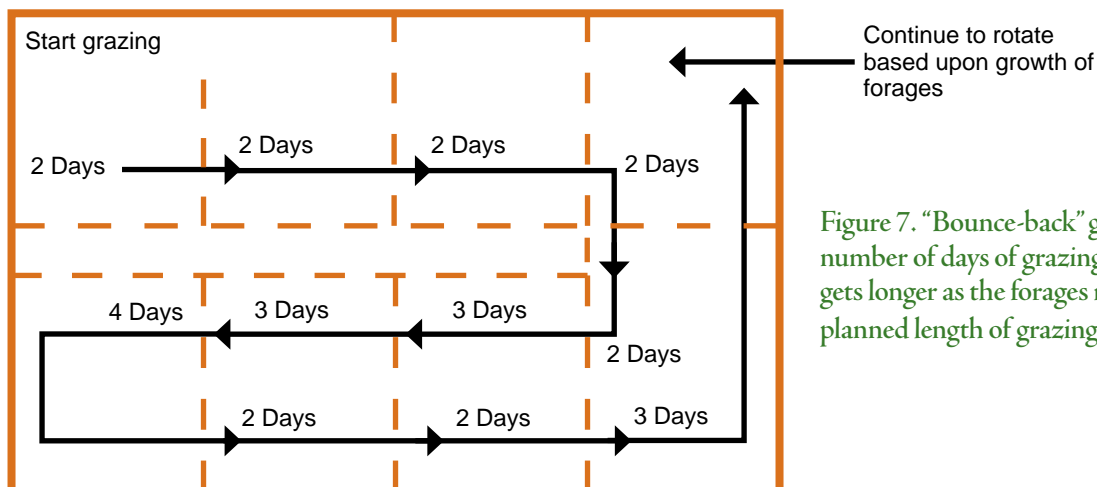 Start grazing
Continue to rotate
based upon growth of
forages
2 Days
2 Days
2 Days
2 Days
Figure 7. “Bounce-back”
number of days of grazing
gets longer as the forages
planned length of grazing
4 Days
3 Days
3 Days
2 Days
2 Days
2 Days
3 Days